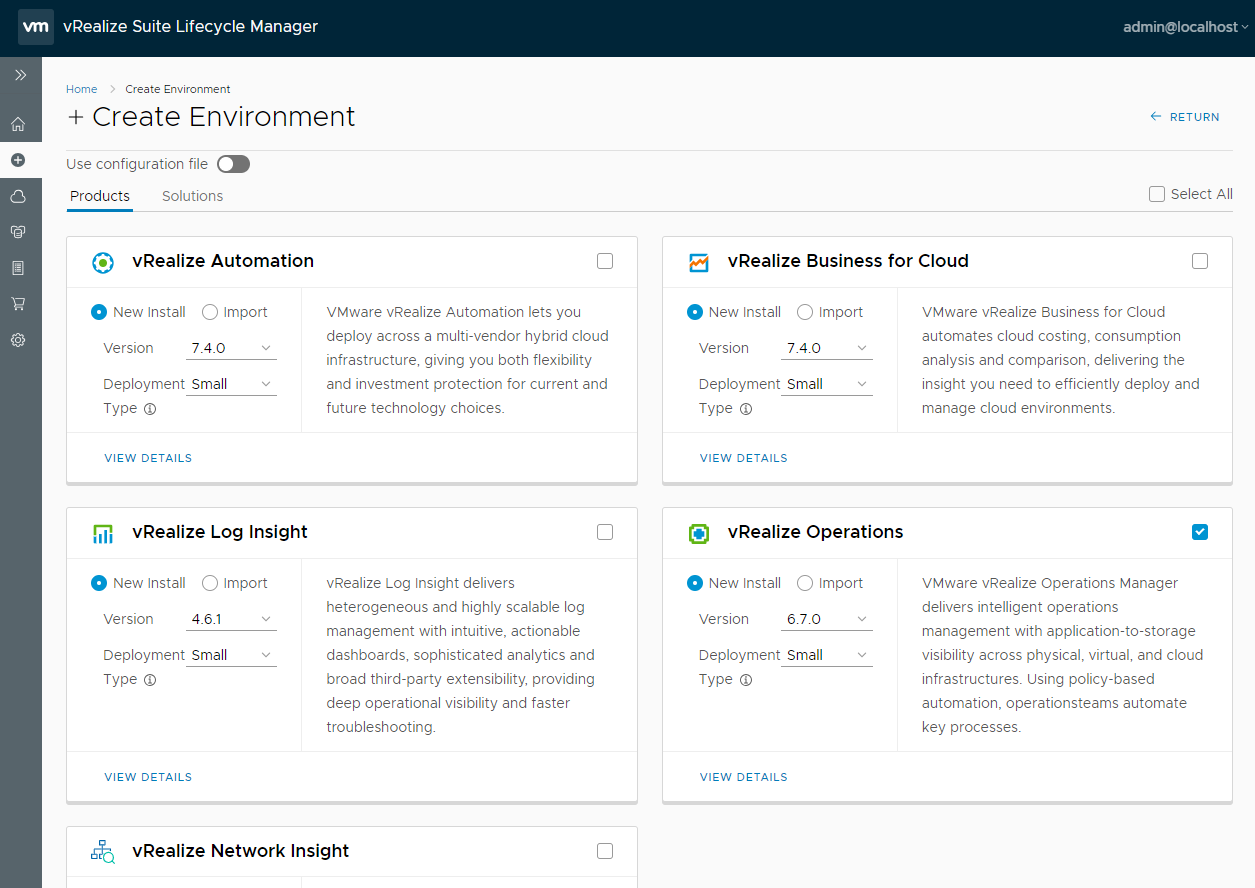 vm vRealize Suite Lifecycle Manager
admin@localhost
Home > Create Environment
+ Create Environment
← RETURN
Use configuration file
Products Solutions
Select All
vRealize Automation
New Install Import
Version 7.4.0
Deployment Small
Type
VMware vRealize Automation lets you
deploy across a multi-vendor hybrid cloud
infrastructure, giving you both flexibility
and investment protection for current and
future technology choices.
VIEW DETAILS
vRealize Business for Cloud
New Install Import
Version 7.4.0
Deployment Small
Type
VMware vRealize Business for Cloud
automates cloud costing, consumption
analysis and comparison, delivering the
insight you need to efficiently deploy and
manage cloud environments.
VIEW DETAILS
vRealize Log Insight
New Install Import
Version 4.6.1
Deployment Small
Type
vRealize Log Insight delivers
heterogeneous and highly scalable log
management with intuitive, actionable
dashboards, sophisticated analytics and
broad third-party extensibility, providing
deep operational visibility and faster
troubleshooting.
VIEW DETAILS
vRealize Operations
New Install Import
Version 6.7.0
Deployment Small
Type
VMware vRealize Operations Manager
delivers intelligent operations
management with application-to-storage
visibility across physical, virtual, and cloud
infrastructures. Using policy-based
automation, operationsteams automate
key processes.
VIEW DETAILS
vRealize Network Insight